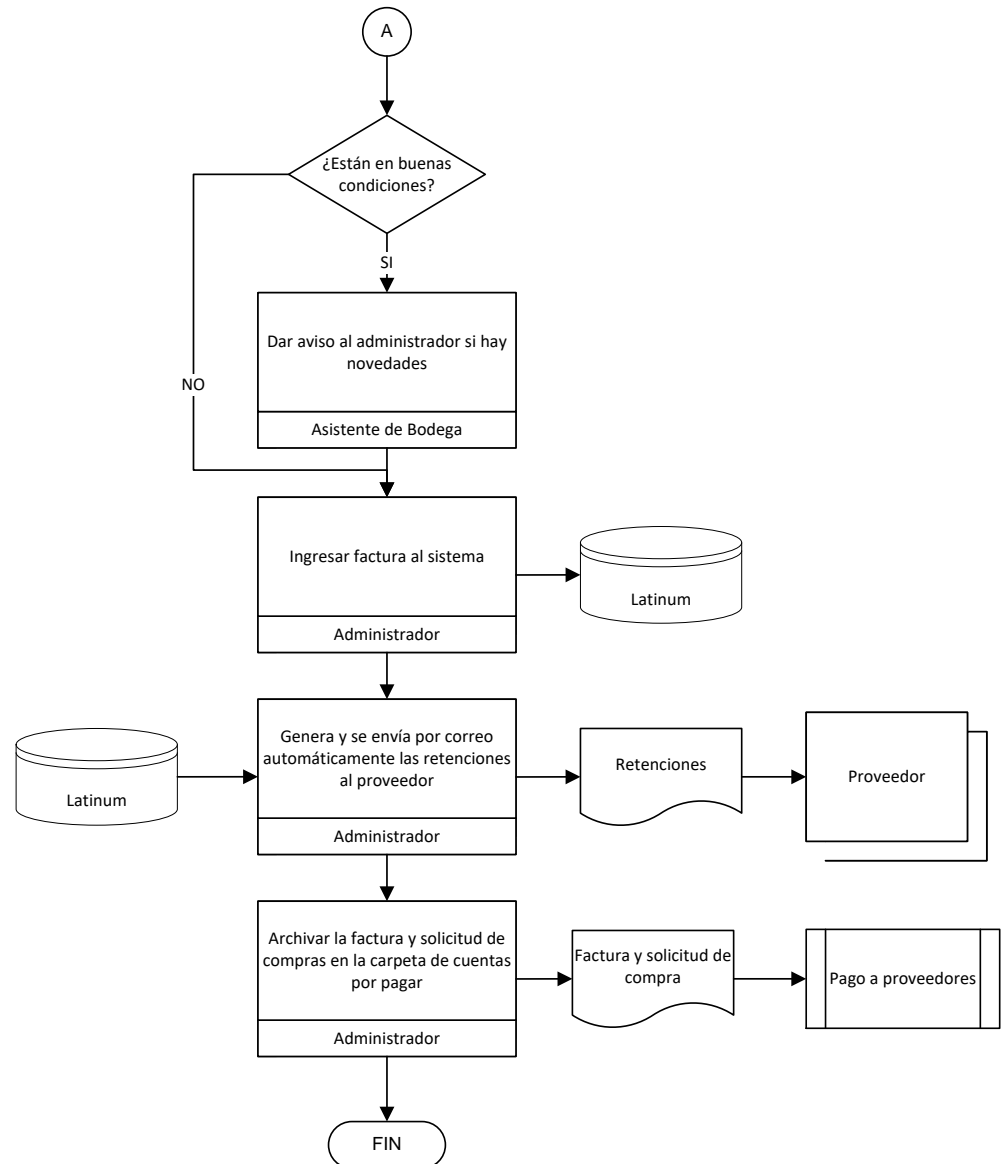 A
¿Están en buenas
condiciones?
SI
Dar aviso al administrador si hay
novedades
NO
Asistente de Bodega
Ingresar factura al sistema
Latinum
Administrador
Genera y se envía por correo
automáticamente las retenciones
al proveedor
Latinum
Retenciones
Proveedor
Administrador
Archivar la factura y solicitud de
compras en la carpeta de cuentas
por pagar
Factura y solicitud de
compra
Pago a proveedores
Administrador
FIN